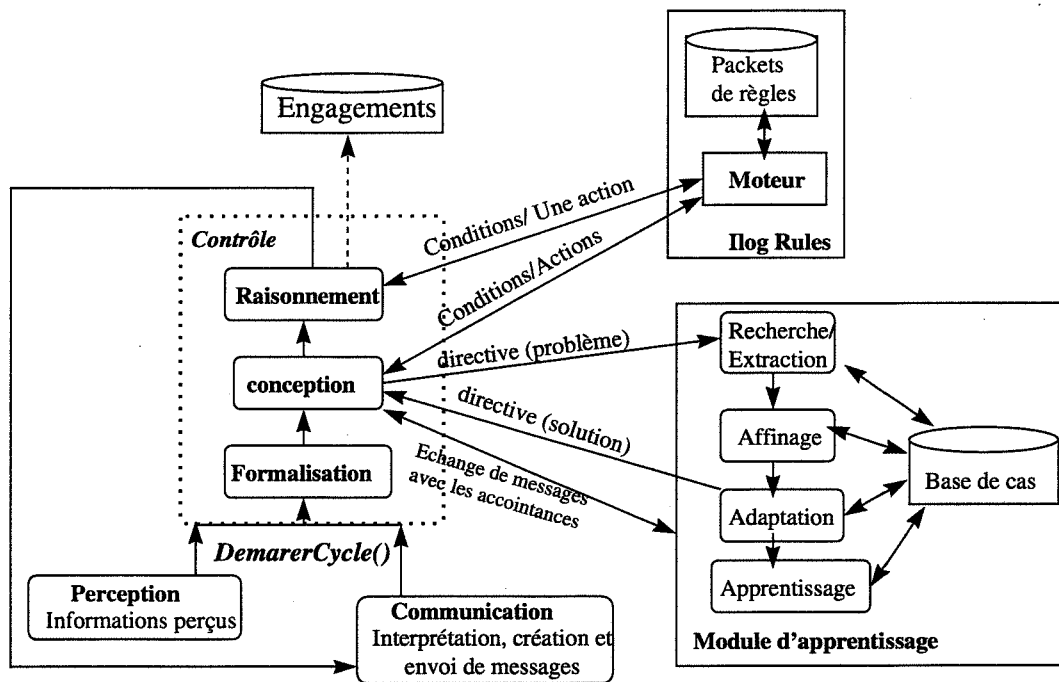 Packets
de règles
Moteur
Ilog Rules
Engagements
Contrôle
Raisonnement
conception
Formalisation
DemarerCycle()
Perception
Informations perçus
Communication
Interprétation, création et
envoi de messages
Conditions/ Une action
Conditions/Actions
directive (problème)
directive (solution)
Echange de messages
avec les accointances
Recherche/
Extraction
Affinage
Adaptation
Apprentissage
Base de cas
Module d'apprentissage